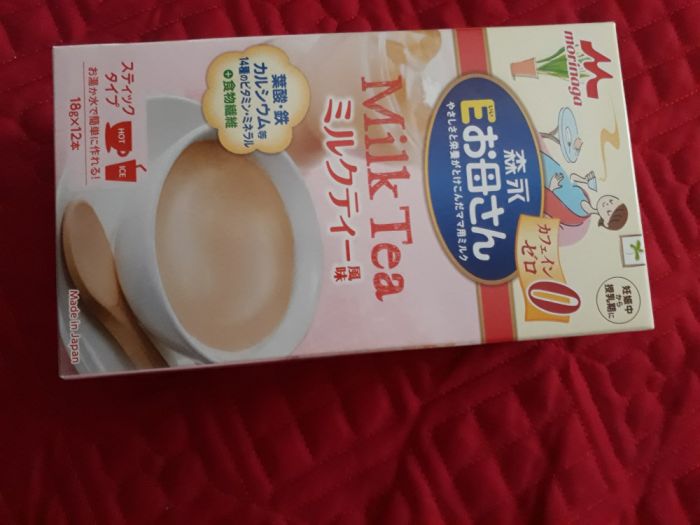 morinaga
カフェイン
ゼロ 0
妊娠中
から
授乳期に
森永
Eお母さん
やさしさと栄養がとけこんだママ用ミルク
Milk Tea
ミルクティー風味
葉酸・鉄
カルシウム等
14種のビタミン・ミネラル
+食物繊維
スティック
タイプ
HOT
ICE
お湯か水で簡単に作れる!
18g×12本
Made in Japan